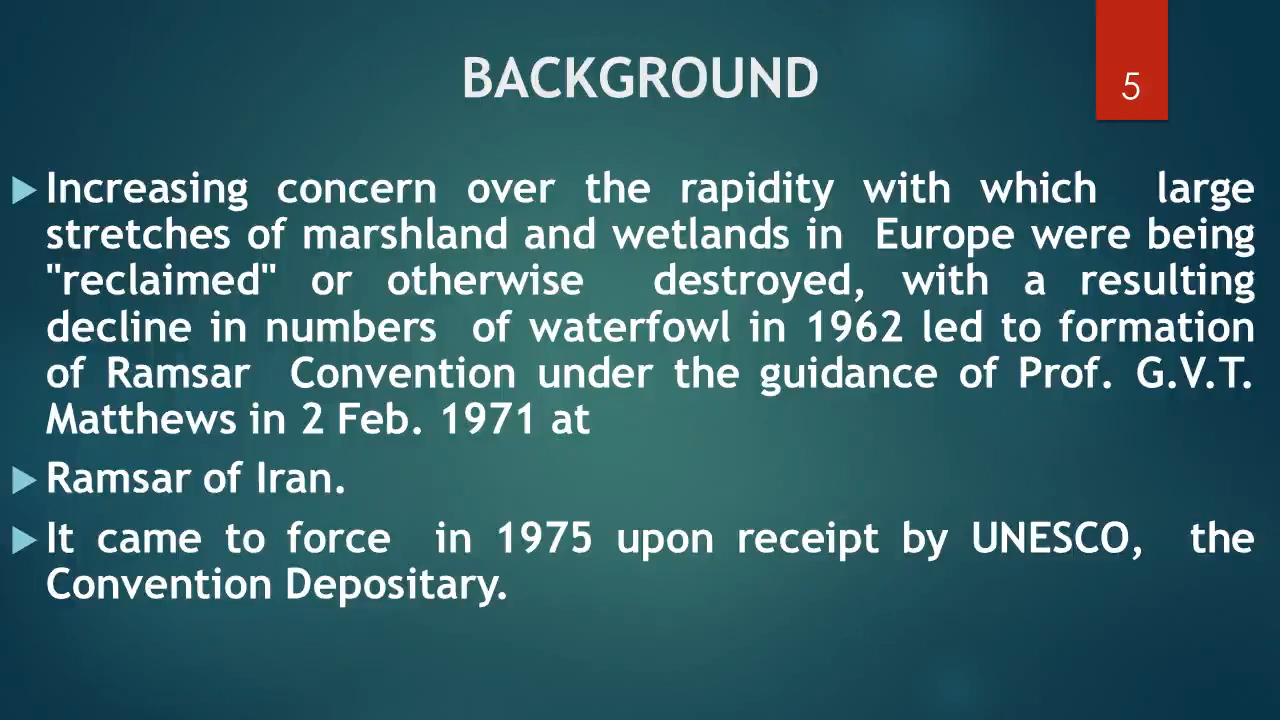 BACKGROUND
5
Increasing concern over the rapidity with which large
stretches of marshland and wetlands in Europe were being
"reclaimed" or otherwise destroyed, with a resulting
decline in numbers of waterfowl in 1962 led to formation
of Ramsar Convention under the guidance of Prof. G.V.T.
Matthews in 2 Feb. 1971 at
Ramsar of Iran.
It came to force in 1975 upon receipt by UNESCO, the
Convention Depositary.